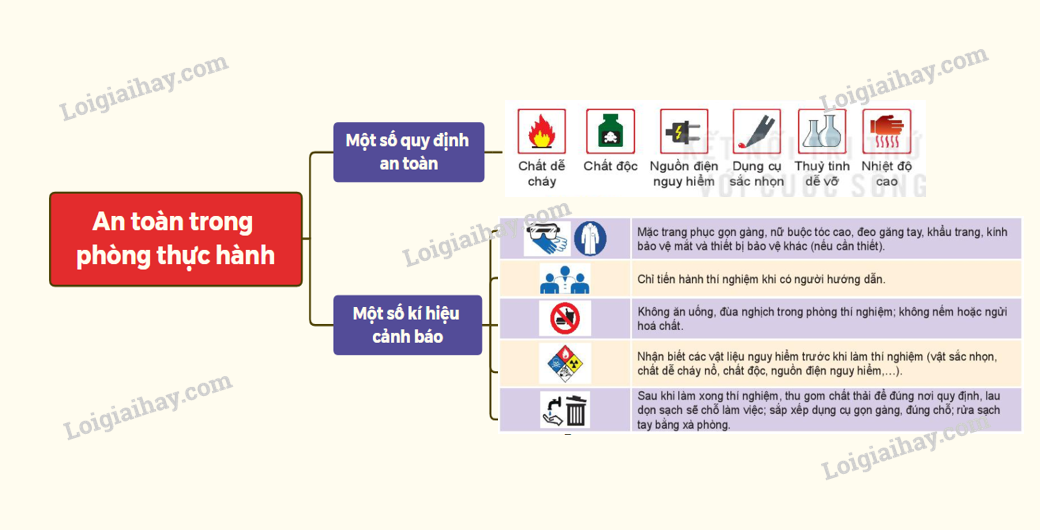 Loigiaihay.com
Loigiaihay.com
Một số quy định
an toàn
Chất dễ
cháy
Chất độc
Nguồn điện
nguy hiểm
Dụng cụ
sắc nhọn
Thuỷ tinh
dễ vỡ
Nhiệt độ
cao
KẾT NỐI TRI THỨC
VỚI CUỘC SỐNG
An toàn trong
phòng thực hành
Loigiaihay.com
Mặc trang phục gọn gàng, nữ buộc tóc cao, đeo găng tay, khẩu trang, kính
bảo vệ mắt và thiết bị bảo vệ khác (nếu cần thiết).
Chỉ tiến hành thí nghiệm khi có người hướng dẫn.
Một số kí hiệu
cảnh báo
Không ăn uống, đùa nghịch trong phòng thí nghiệm; không nếm hoặc ngửi
hoá chất.
Nhận biết các vật liệu nguy hiểm trước khi làm thí nghiệm (vật sắc nhọn,
chất dễ cháy nổ, chất độc, nguồn điện nguy hiểm,…).
Sau khi làm xong thí nghiệm, thu gom chất thải để đúng nơi quy định, lau
dọn sạch sẽ chỗ làm việc; sắp xếp dụng cụ gọn gàng, đúng chỗ; rửa sạch
tay bằng xà phòng.
Loigiaihay.com
Loigiaihay.com